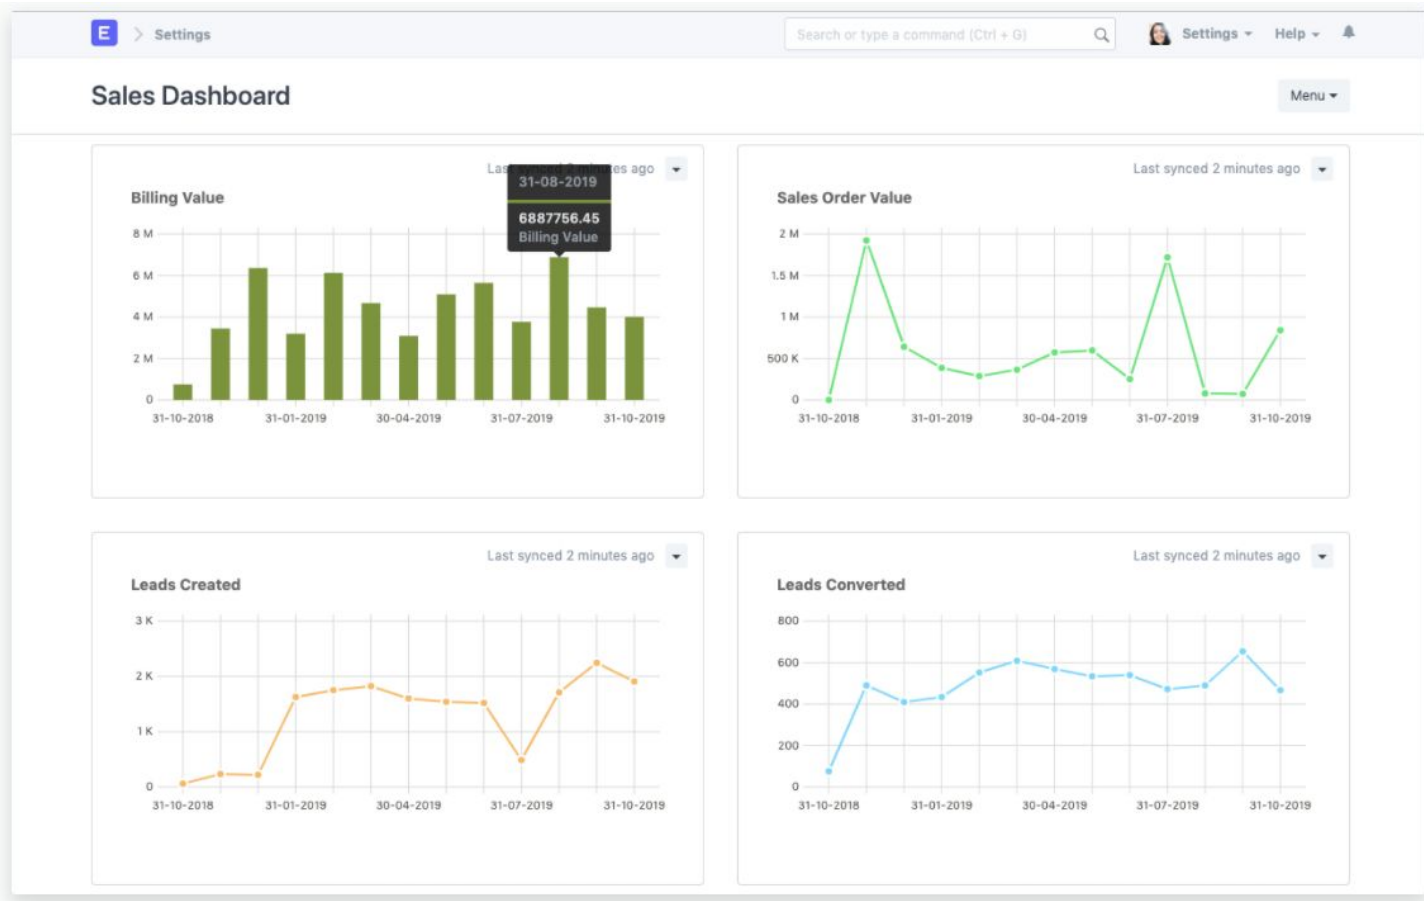 E
Settings
Search or type a command (Ctrl + G)
Settings
Help
Sales Dashboard
Menu
Last synced 2 minutes ago
Billing Value
31-08-2019
6887756.45
Billing Value
8 M
6 M
4 M
2 M
0
31-10-2018 31-01-2019 30-04-2019 31-07-2019 31-10-2019
Last synced 2 minutes ago
Sales Order Value
2 M
1.5 M
1 M
500 K
0
31-10-2018 31-01-2019 30-04-2019 31-07-2019 31-10-2019
Last synced 2 minutes ago
Leads Created
3 K
2 K
1 K
0
31-10-2018 31-01-2019 30-04-2019 31-07-2019 31-10-2019
Last synced 2 minutes ago
Leads Converted
800
600
400
200
0
31-10-2018 31-01-2019 30-04-2019 31-07-2019 31-10-2019